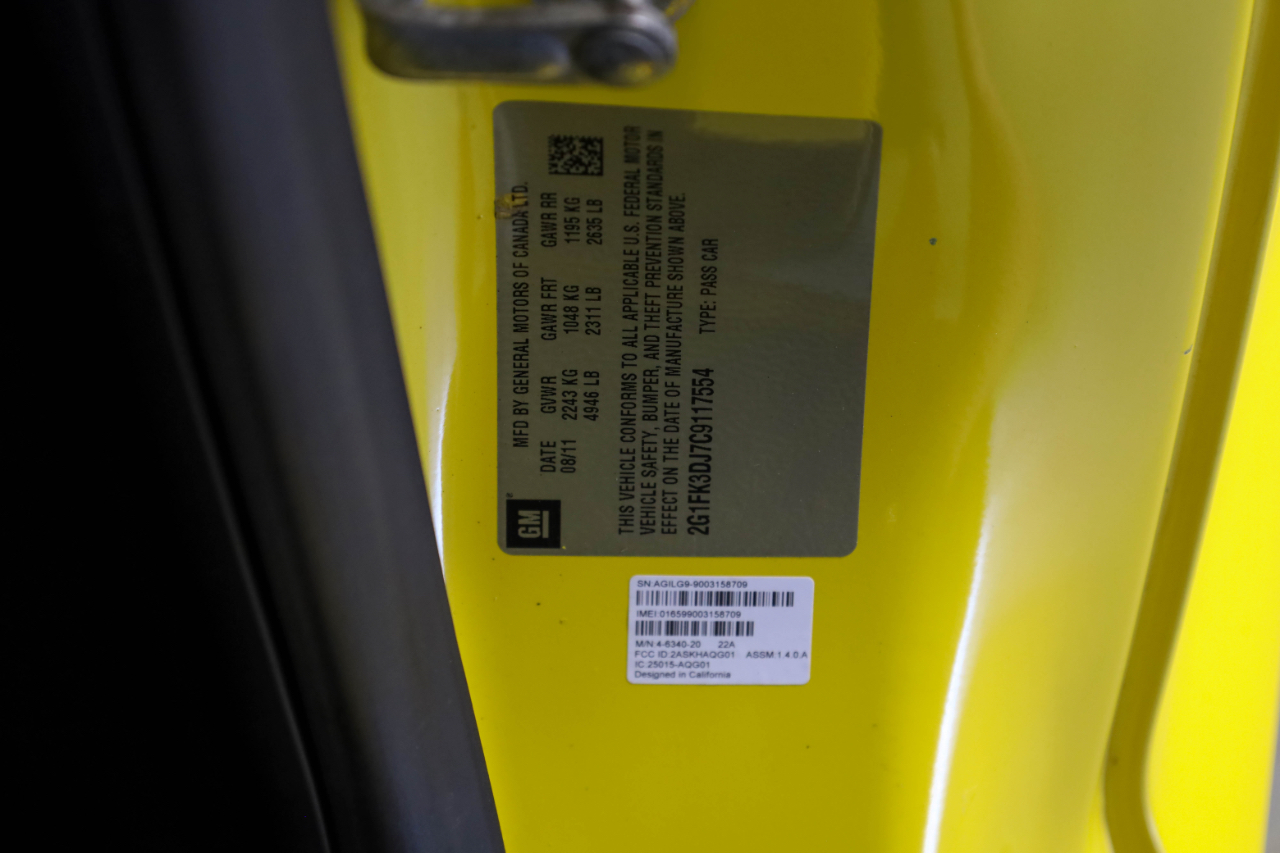 MFD BY GENERAL MOTORS OF CANADA LTD.
DATE GVWR GAWR FRT GAWR RR
08/11 2243 KG 1048 KG 1195 KG
4946 LB 2311 LB 2635 LB
GM
THIS VEHICLE CONFORMS TO ALL APPLICABLE U.S. FEDERAL MOTOR
VEHICLE SAFETY, BUMPER, AND THEFT PREVENTION STANDARDS IN
EFFECT ON THE DATE OF MANUFACTURE SHOWN ABOVE.
2G1FK3DJ7C9117554 TYPE: PASS CAR
SN:AGILG9-9003158709
IMEI:016599003158709
M/N:4-6340-20 22A
FCC ID:2ASKHAQG01 ASSM:1.4.0.A
IC:25015-AQG01
Designed in California